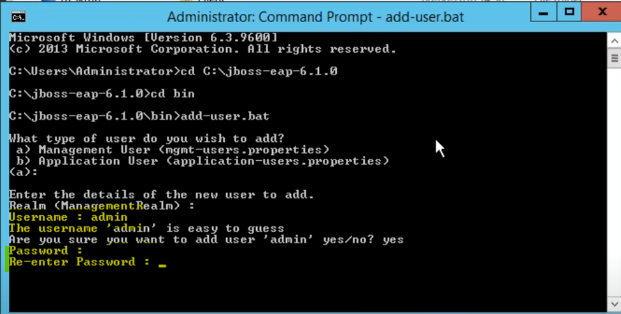 Administrator: Command Prompt - add-user.bat
Microsoft Windows [Version 6.3.9600]
(c) 2013 Microsoft Corporation. All rights reserved.
C:\Users\Administrator>cd C:\jboss-eap-6.1.0
C:\jboss-eap-6.1.0>cd bin
C:\jboss-eap-6.1.0\bin>add-user.bat
What type of user do you wish to add?
a) Management User (mgmt-users.properties)
b) Application User (application-users.properties)
(a):
Enter the details of the new user to add.
Realm (ManagementRealm) :
Username : admin
The username 'admin' is easy to guess
Are you sure you want to add user 'admin' yes/no? yes
Password :
Re-enter Password : _